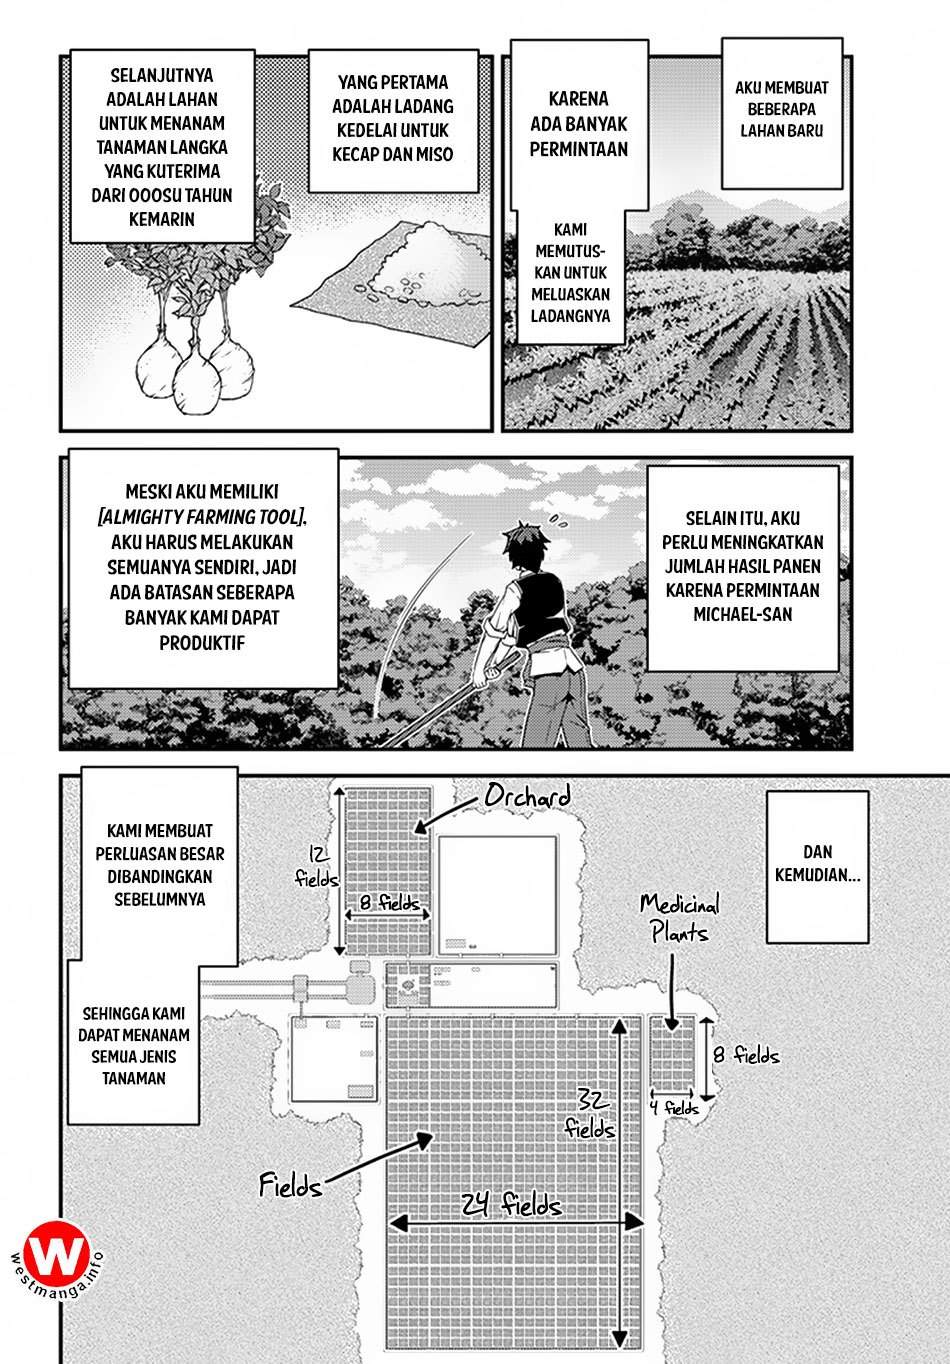 AKU MEMBUAT
BEBERAPA
LAHAN BARU
KARENA
ADA BANYAK
PERMINTAAN
KAMI
MEMUTUS-
KAN UNTUK
MELUASKAN
LADANGNYA
YANG PERTAMA
ADALAH LADANG
KEDELAI UNTUK
KECAP DAN MISO
SELANJUTNYA
ADALAH LAHAN
UNTUK MENANAM
TANAMAN LANGKA
YANG KUTERIMA
DARI OOOSU TAHUN
KEMARIN
SELAIN ITU, AKU
PERLU MENINGKATKAN
JUMLAH HASIL PANEN
KARENA PERMINTAAN
MICHAEL-SAN
MESKI AKU MEMILIKI
[ALMIGHTY FARMING TOOL],
AKU HARUS MELAKUKAN
SEMUANYA SENDIRI, JADI
ADA BATASAN SEBERAPA
BANYAK KAMI DAPAT
PRODUKTIF
DAN
KEMUDIAN...
KAMI MEMBUAT
PERLUASAN BESAR
DIBANDINGKAN
SEBELUMNYA
SEHINGGA KAMI
DAPAT MENANAM
SEMUA JENIS
TANAMAN
Orchard
12
fields
8 fields
Medicinal
Plants
8 fields
4 fields
32
fields
Fields
24 fields
W
westmanga.info